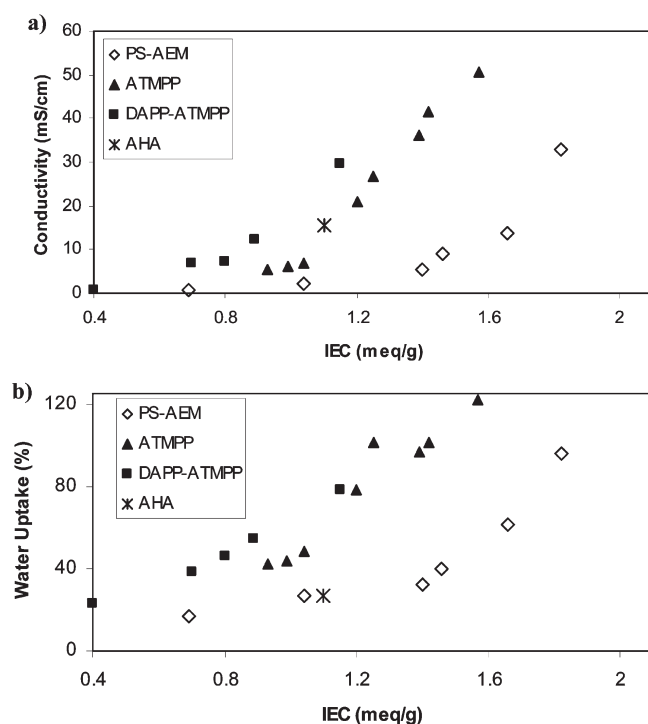 a)
60
50
40
30
20
10
0
Conductivity (mS/cm)
PS-AEM
ATMPP
DAPP-ATMPP
AHA
0.4 0.8 1.2 1.6 2
IEC (meq/g)
b)
120
80
40
0
Water Uptake (%)
PS-AEM
ATMPP
DAPP-ATMPP
AHA
0.4 0.8 1.2 1.6 2
IEC (meq/g)